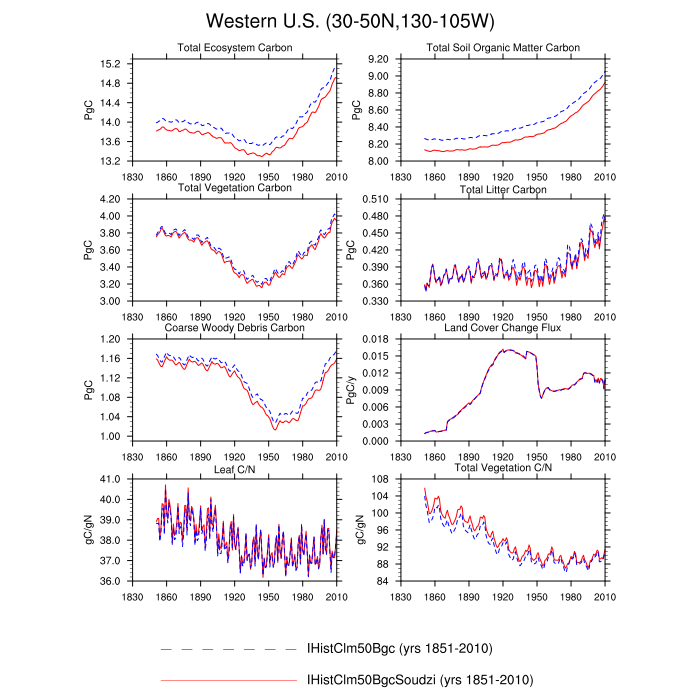 Western U.S. (30-50N,130-105W)
Total Ecosystem Carbon
Total Soil Organic Matter Carbon
15.2
14.8
14.4
14.0
13.6
13.2
PgC
1830 1860 1890 1920 1950 1980 2010
9.20
9.00
8.80
8.60
8.40
8.20
8.00
PgC
1830 1860 1890 1920 1950 1980 2010
Total Vegetation Carbon
Total Litter Carbon
4.20
4.00
3.80
3.60
3.40
3.20
3.00
PgC
1830 1860 1890 1920 1950 1980 2010
0.510
0.480
0.450
0.420
0.390
0.360
0.330
PgC
1830 1860 1890 1920 1950 1980 2010
Coarse Woody Debris Carbon
Land Cover Change Flux
1.20
1.16
1.12
1.08
1.04
1.00
PgC
1830 1860 1890 1920 1950 1980 2010
0.018
0.015
0.012
0.009
0.006
0.003
0.000
PgC/y
1830 1860 1890 1920 1950 1980 2010
Leaf C/N
Total Vegetation C/N
41.0
40.0
39.0
38.0
37.0
36.0
gC/gN
1830 1860 1890 1920 1950 1980 2010
108
104
100
96
92
88
84
gC/gN
1830 1860 1890 1920 1950 1980 2010
IHistClm50Bgc (yrs 1851-2010)
IHistClm50BgcSoudzi (yrs 1851-2010)